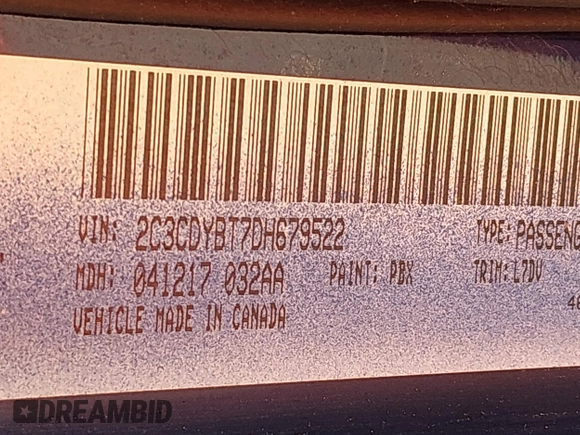 VIN: 2C3CDYBT7DH679522 TYPE: PASSENG
MDH: 041217 032AA PAINT: PBX TRIM: L7DV
VEHICLE MADE IN CANADA
DREAMBID